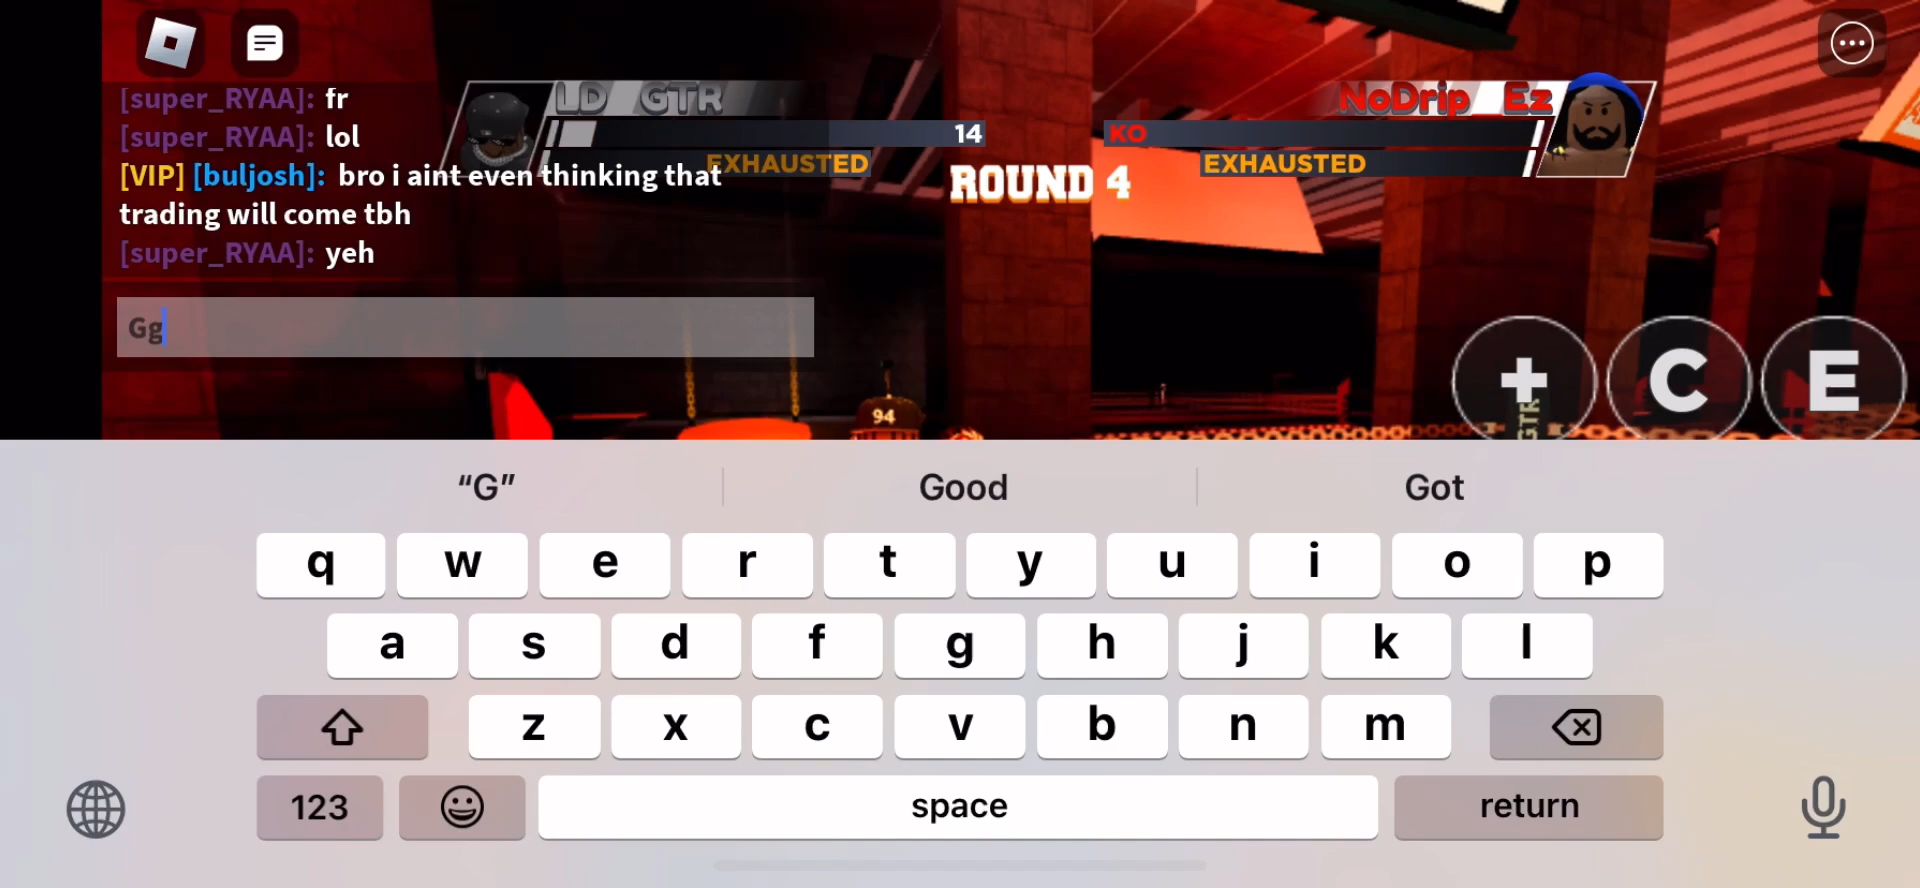 [super_RYAA]: fr
[super_RYAA]: lol
[VIP] [buljosh]: bro i aint even thinking that
trading will come tbh
[super_RYAA]: yeh
Gg
LD GTR
14
EXHAUSTED
ROUND 4
NoDrip Ez
KO
EXHAUSTED
94
GTR
+ C E
“G” Good Got
q w e r t y u i o p
a s d f g h j k l
z x c v b n m
123 space return